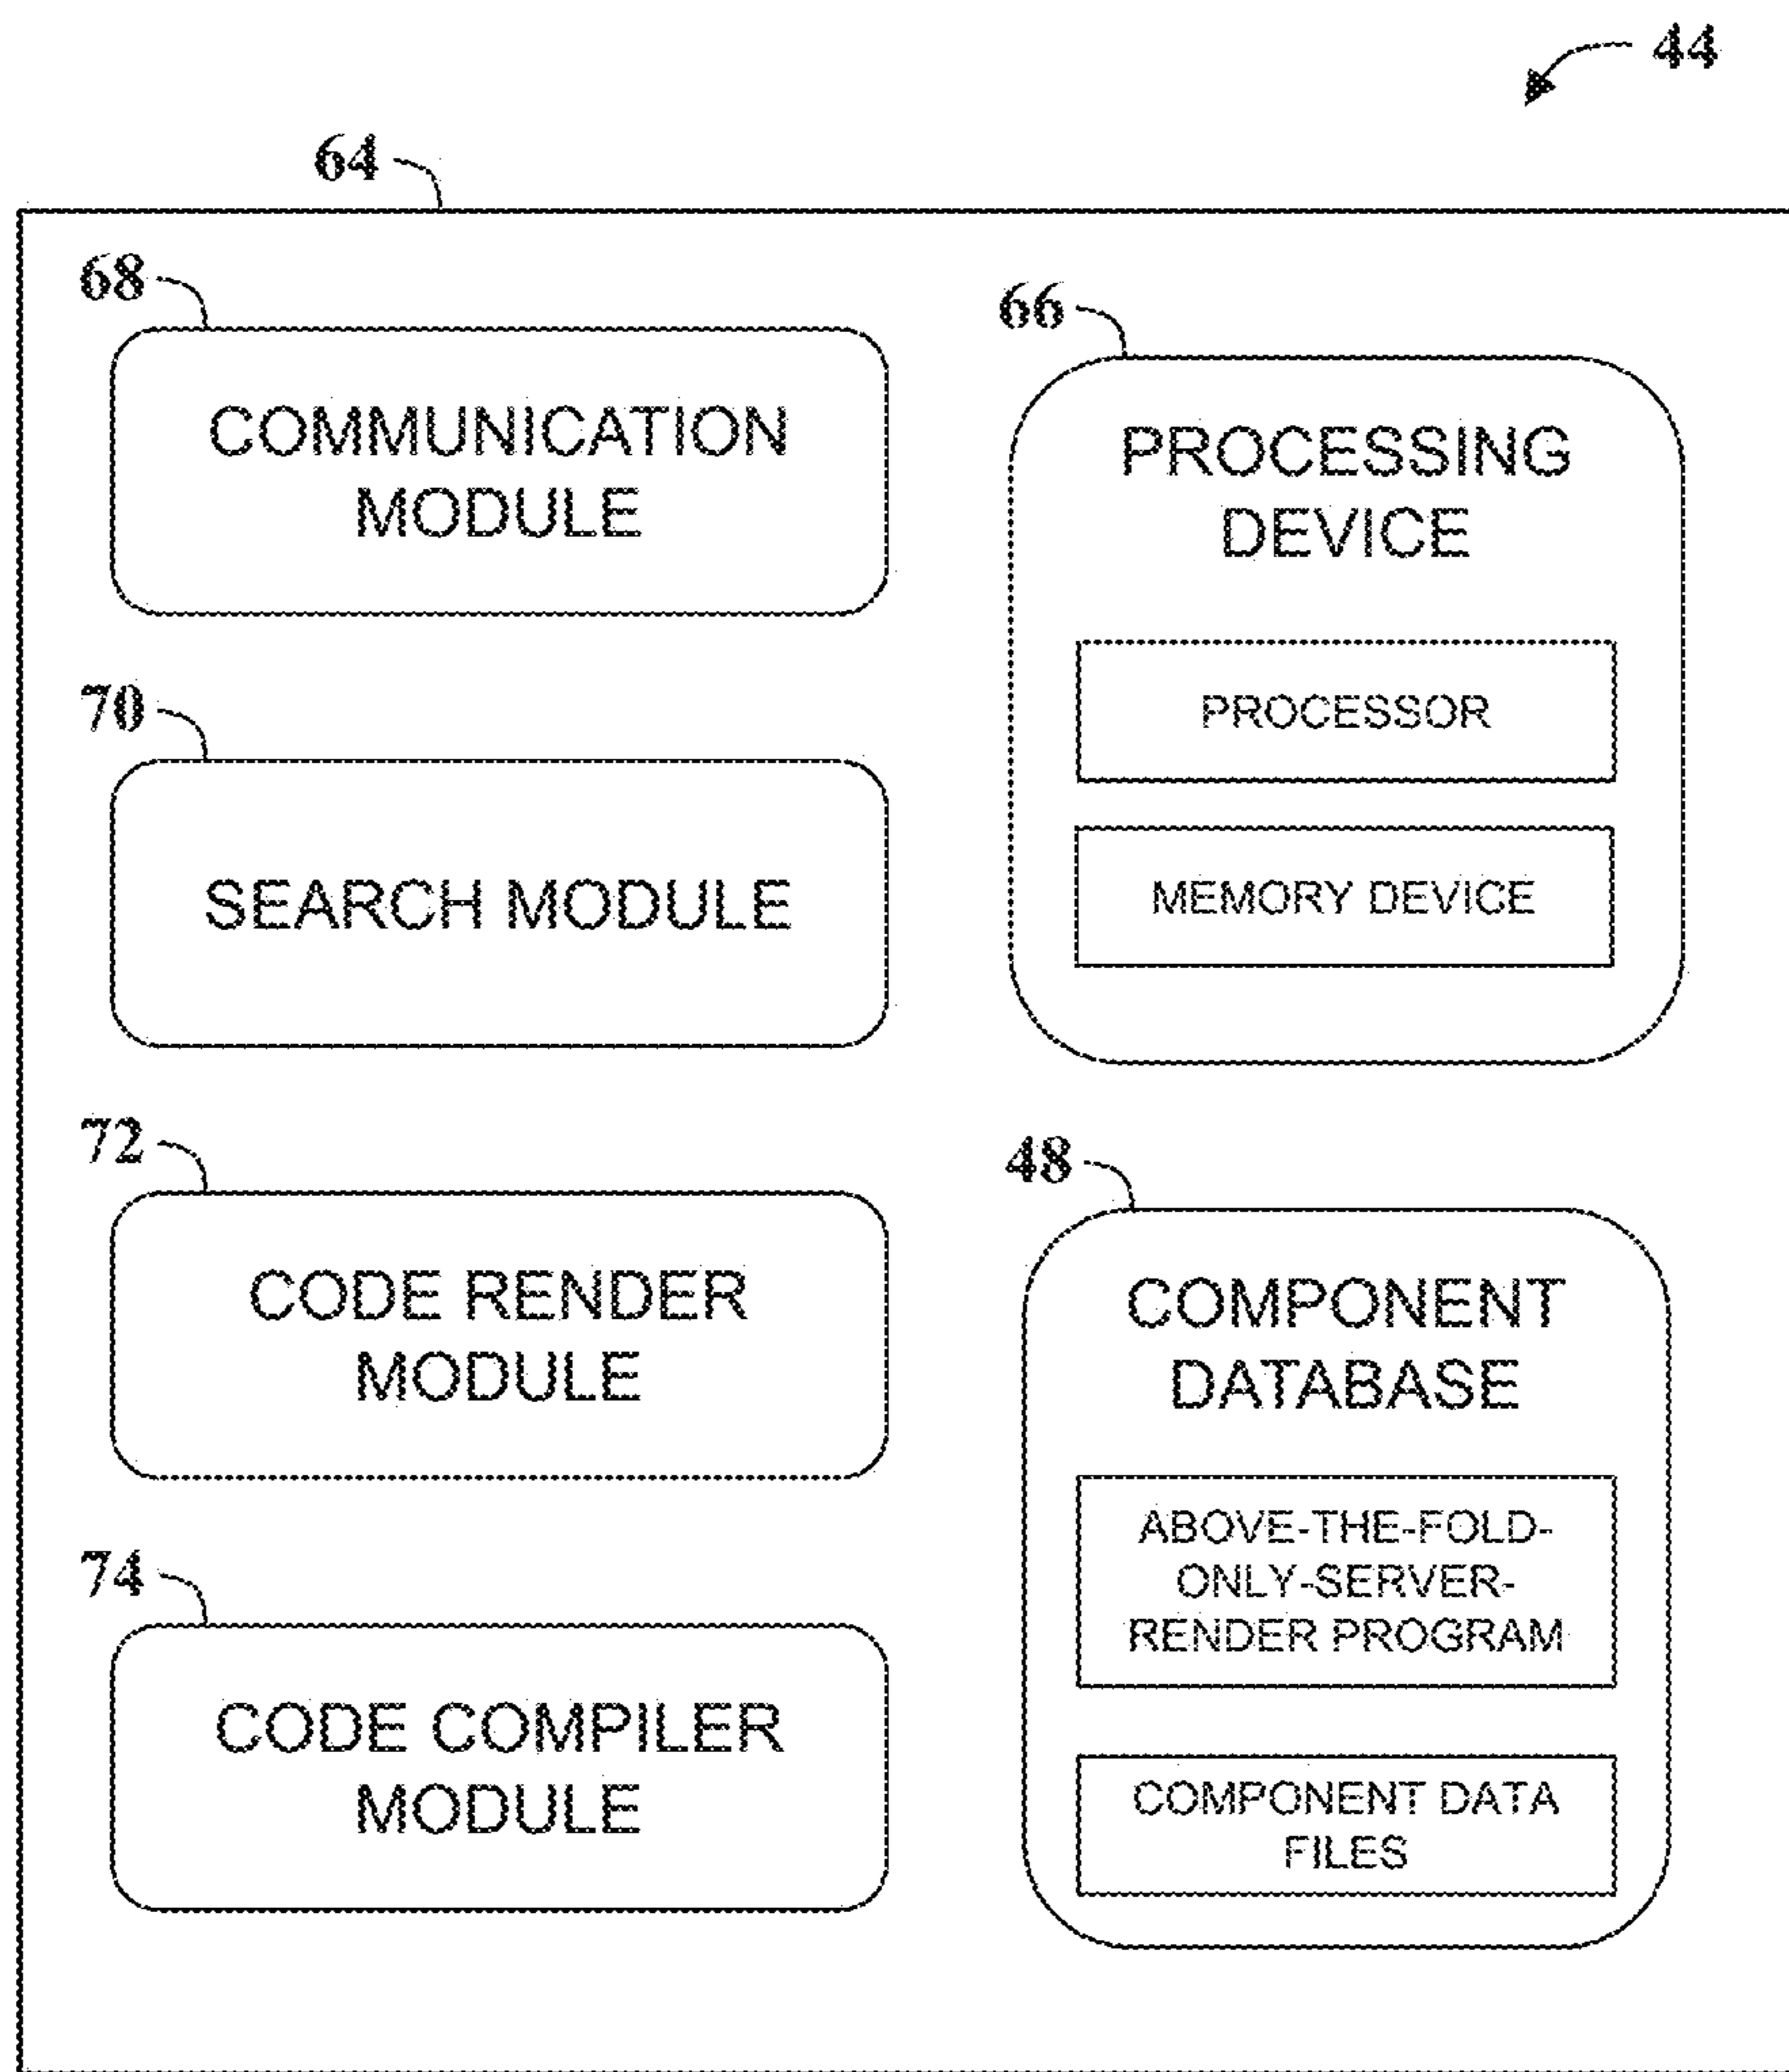 44
64
68
COMMUNICATION
MODULE
70
SEARCH MODULE
72
CODE RENDER
MODULE
74
CODE COMPILER
MODULE
66
PROCESSING
DEVICE
PROCESSOR
MEMORY DEVICE
48
COMPONENT
DATABASE
ABOVE-THE-FOLD-
ONLY-SERVER-
RENDER PROGRAM
COMPONENT DATA
FILES